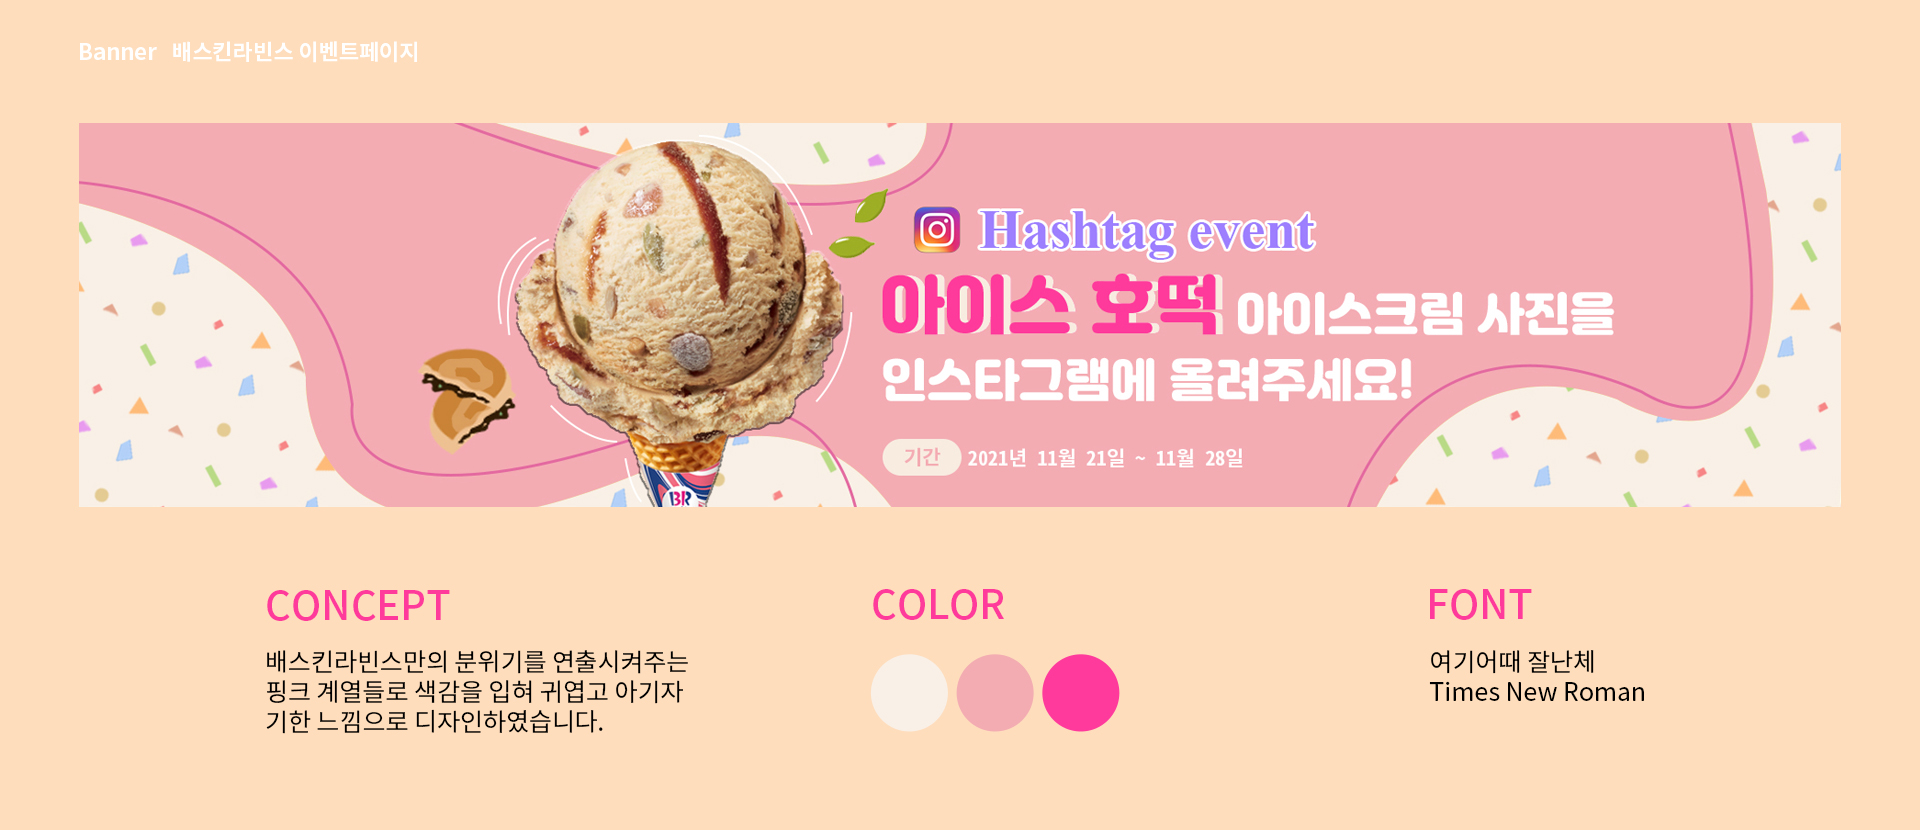 Banner 배스킨라빈스 이벤트페이지
Hashtag event
아이스 호떡 아이스크림 사진을
인스타그램에 올려주세요!
기간 2021년 11월 21일 ~ 11월 28일
BR
CONCEPT
배스킨라빈스만의 분위기를 연출시켜주는
핑크 계열들로 색감을 입혀 귀엽고 아기자
기한 느낌으로 디자인하였습니다.
COLOR
FONT
여기어때 잘난체
Times New Roman